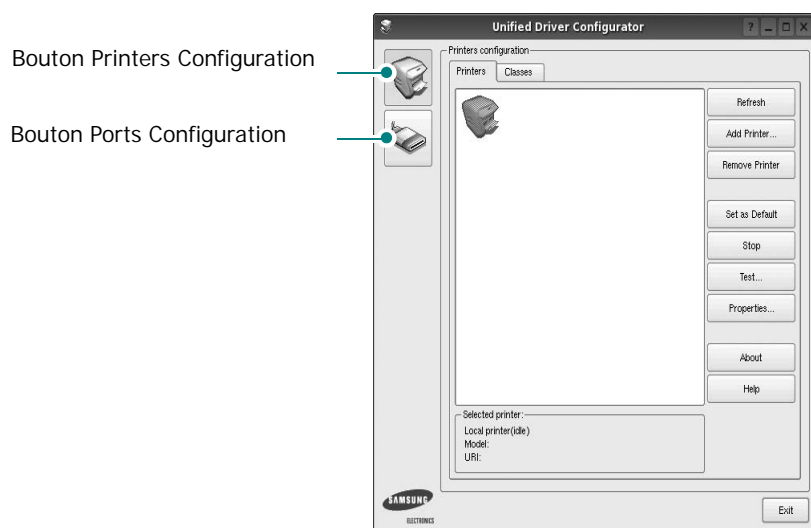 Unified Driver Configurator
Bouton Printers Configuration
Bouton Ports Configuration
Printers configuration
Printers
Classes
Refresh
Add Printer...
Remove Printer
Set as Default
Stop
Test...
Properties...
About
Help
Selected printer:
Local printer(idle)
Model:
URI:
SAMSUNG
ELECTRONICS
Exit